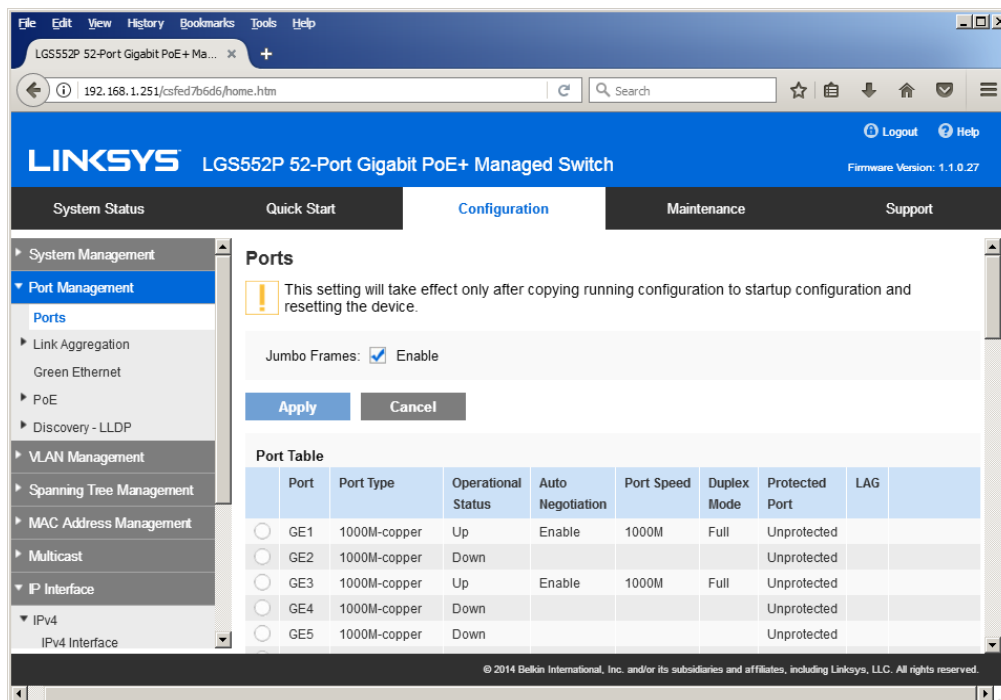 File Edit View History Bookmarks Tools Help
LGS552P 52-Port Gigabit PoE+ Ma...
192.168.1.251/csfed7b6d6/home.htm
Search
Logout Help
LINKSYS LGS552P 52-Port Gigabit PoE+ Managed Switch
Firmware Version: 1.1.0.27
System Status Quick Start Configuration Maintenance Support
System Management
Port Management
Ports
Link Aggregation
Green Ethernet
PoE
Discovery - LLDP
VLAN Management
Spanning Tree Management
MAC Address Management
Multicast
IP Interface
IPv4
IPv4 Interface
Ports
This setting will take effect only after copying running configuration to startup configuration and
resetting the device.
Jumbo Frames: Enable
Apply Cancel
Port Table
Port Port Type Operational Status Auto Negotiation Port Speed Duplex Mode Protected Port LAG
GE1 1000M-copper Up Enable 1000M Full Unprotected
GE2 1000M-copper Down Unprotected
GE3 1000M-copper Up Enable 1000M Full Unprotected
GE4 1000M-copper Down Unprotected
GE5 1000M-copper Down Unprotected
© 2014 Belkin International, Inc. and/or its subsidiaries and affiliates, including Linksys, LLC. All rights reserved.